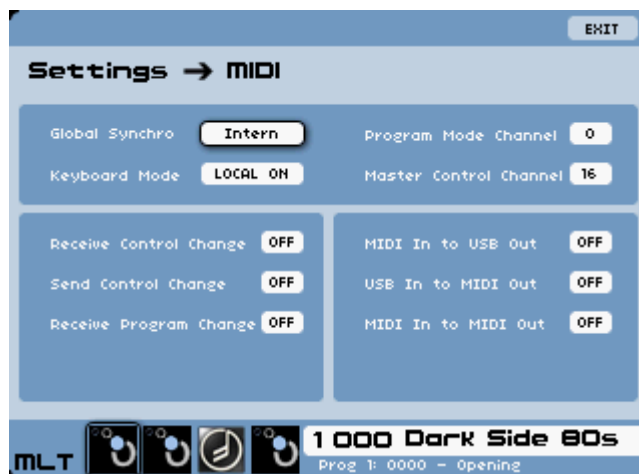 EXIT
Settings → MIDI
Global Synchro Intern
Program Mode Channel 0
Keyboard Mode LOCAL ON
Master Control Channel 16
Receive Control Change OFF
Send Control Change OFF
Receive Program Change OFF
MIDI In to USB Out OFF
USB In to MIDI Out OFF
MIDI In to MIDI Out OFF
MLT
1 000 Dark Side 80s
Prog 1: 0000 - Opening